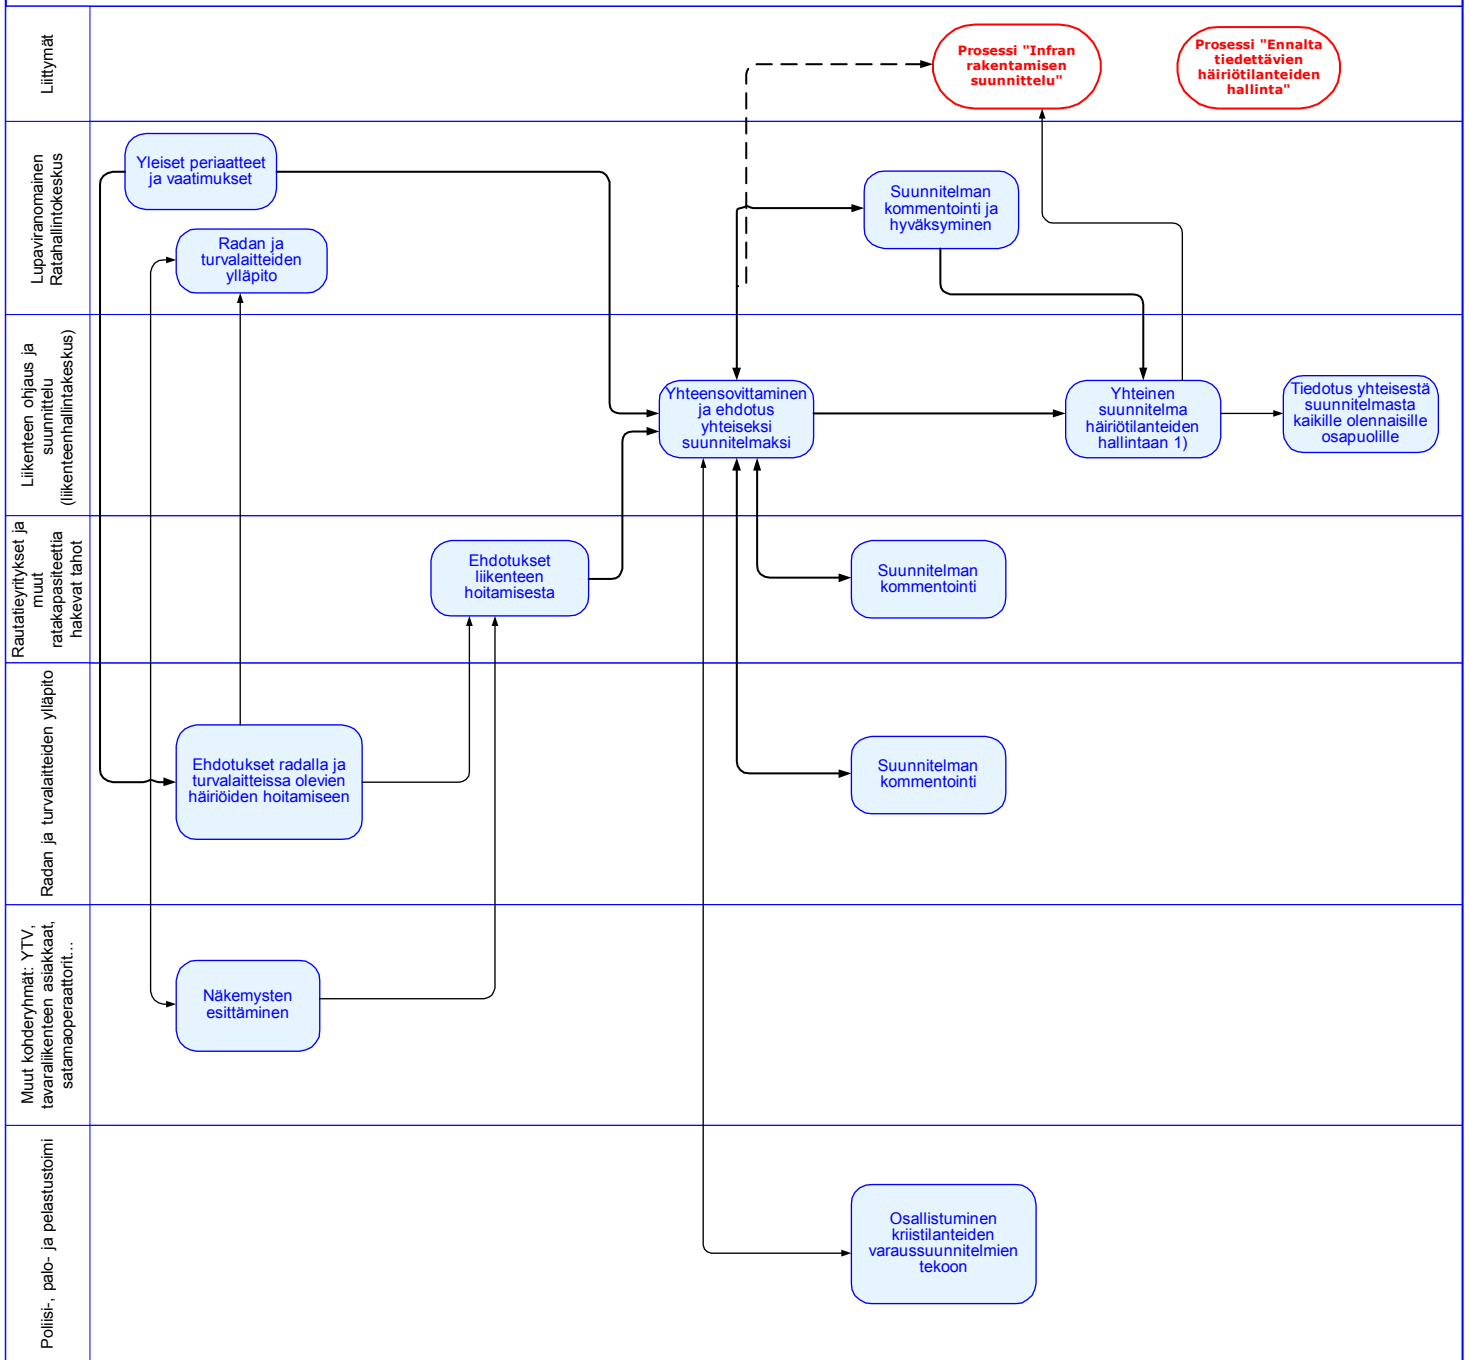 Liittymät
Prosessi "Infran
rakentamisen
suunnittelu"
Prosessi "Ennalta
tiedettävien
häiriötilanteiden
hallinta"
Lupaviranomainen
Ratahallintokeskus
Yleiset periaatteet
ja vaatimukset
Radan ja
turvalaitteiden
ylläpito
Suunnitelman
kommentointi ja
hyväksyminen
Liikenteen ohjaus ja
suunnittelu
(liikenteenhallintakeskus)
Yhteensovittaminen
ja ehdotus
yhteiseksi
suunnitelmaksi
Yhteinen
suunnitelma
häiriötilanteiden
hallintaan 1)
Tiedotus yhteisestä
suunnitelmasta
kaikille olennaisille
osapuolille
Rautatieyritykset ja
muut
ratakapasiteettia
hakevat tahot
Ehdotukset
liikenteen
hoitamisesta
Suunnitelman
kommentointi
Radan ja turvalaitteiden ylläpito
Ehdotukset radalla ja
turvalaitteissa olevien
häiriöiden hoitamiseen
Suunnitelman
kommentointi
Muut kohderyhmät: YTV,
tavaraliikenteen asiakkaat,
satamaoperaattorit...
Näkemysten
esittäminen
Poliisi-, palo- ja pelastustoimi
Osallistuminen
kriistilanteiden
varaussuunnitelmien
tekoon